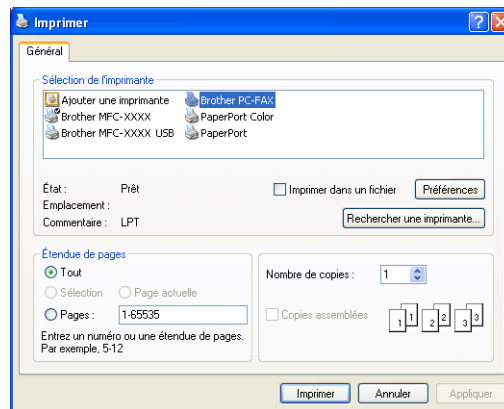 Imprimer
Général
Sélection de l'imprimante
Ajouter une imprimante
Brother PC-FAX
Brother MFC-XXXX
PaperPort Color
Brother MFC-XXXX USB
PaperPort
État : Prêt
Imprimer dans un fichier
Préférences
Emplacement :
Commentaire : LPT
Rechercher une imprimante...
Étendue de pages
Tout
Sélection
Page actuelle
Pages : 1-65535
Entrez un numéro ou une étendue de pages.
Par exemple, 5-12
Nombre de copies : 1
Copies assemblées
1 1 2 2 3 3
Imprimer
Annuler
Appliquer